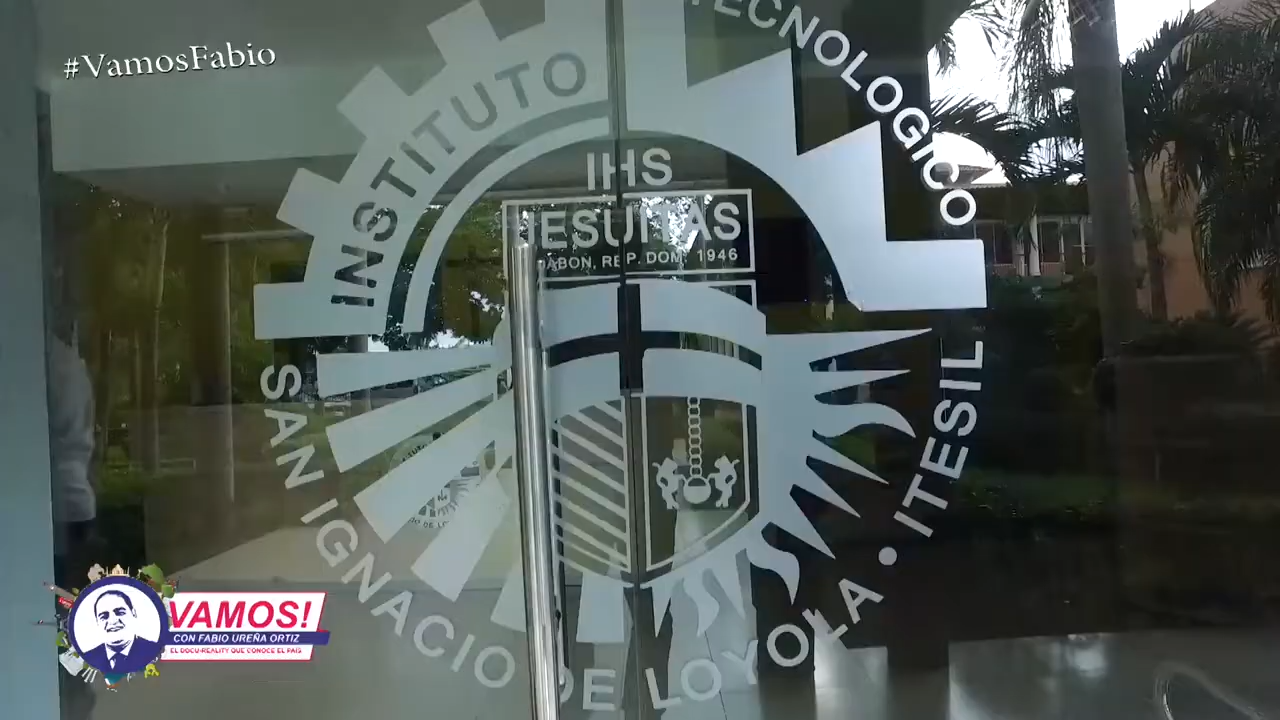 #VamosFabio
INSTITUTO TECNOLOGICO
IHS
JESUITAS
DABON, REP. DOM. 1946
SAN IGNACIO DE LOYOLA • ITESIL
VAMOS!
CON FABIO UREÑA ORTIZ
EL DOCU-REALITY QUE CONOCE EL PAÍS